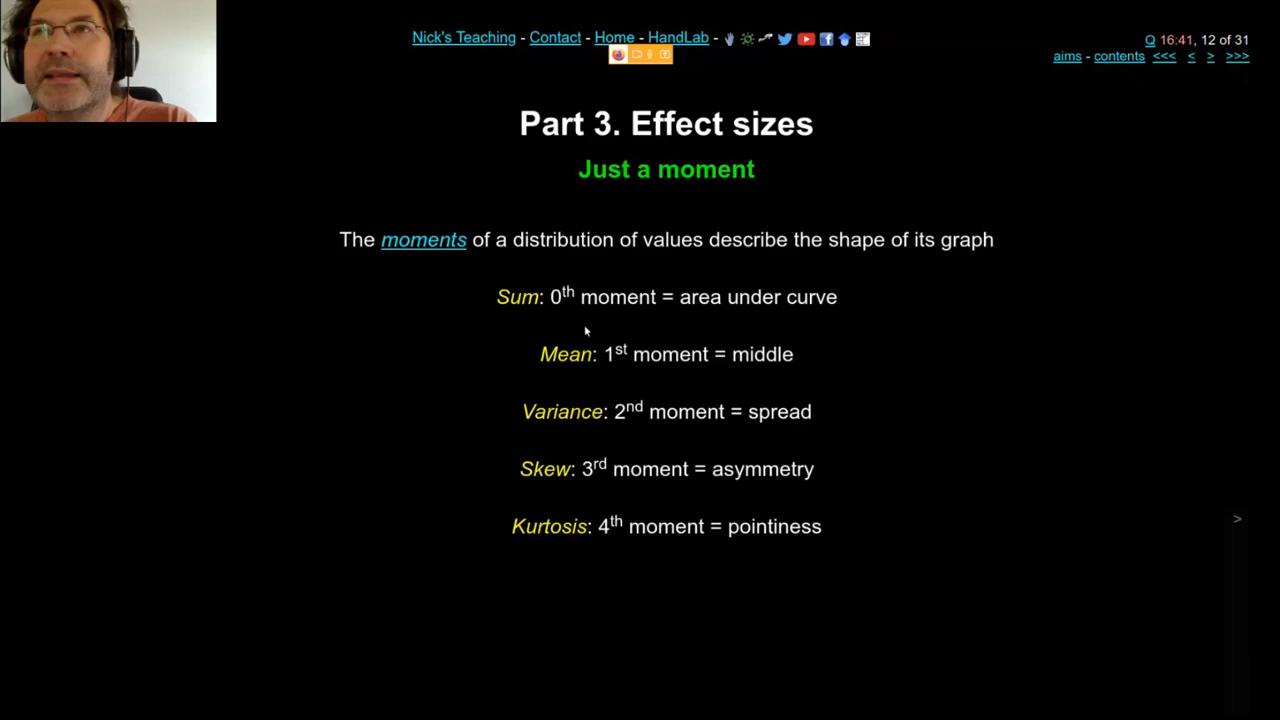 Nick's Teaching - Contact - Home - HandLab -
Q 16:41, 12 of 31
aims - contents <<< < > >>>
Part 3. Effect sizes
Just a moment
The moments of a distribution of values describe the shape of its graph
Sum: 0th moment = area under curve
Mean: 1st moment = middle
Variance: 2nd moment = spread
Skew: 3rd moment = asymmetry
>
Kurtosis: 4th moment = pointiness